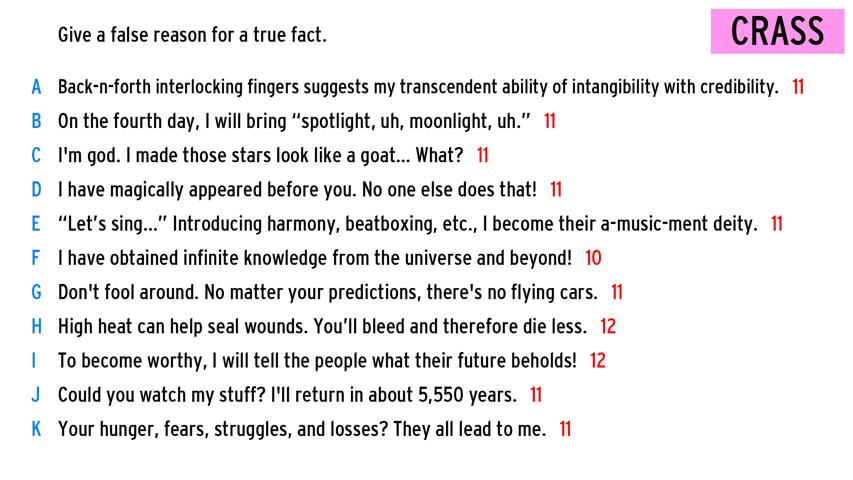 Give a false reason for a true fact.
CRASS
A Back-n-forth interlocking fingers suggests my transcendent ability of intangibility with credibility. 11
B On the fourth day, I will bring “spotlight, uh, moonlight, uh.” 11
C I'm god. I made those stars look like a goat... What? 11
D I have magically appeared before you. No one else does that! 11
E “Let’s sing...” Introducing harmony, beatboxing, etc., I become their a-music-ment deity. 11
F I have obtained infinite knowledge from the universe and beyond! 10
G Don't fool around. No matter your predictions, there's no flying cars. 11
H High heat can help seal wounds. You’ll bleed and therefore die less. 12
I To become worthy, I will tell the people what their future beholds! 12
J Could you watch my stuff? I'll return in about 5,550 years. 11
K Your hunger, fears, struggles, and losses? They all lead to me. 11